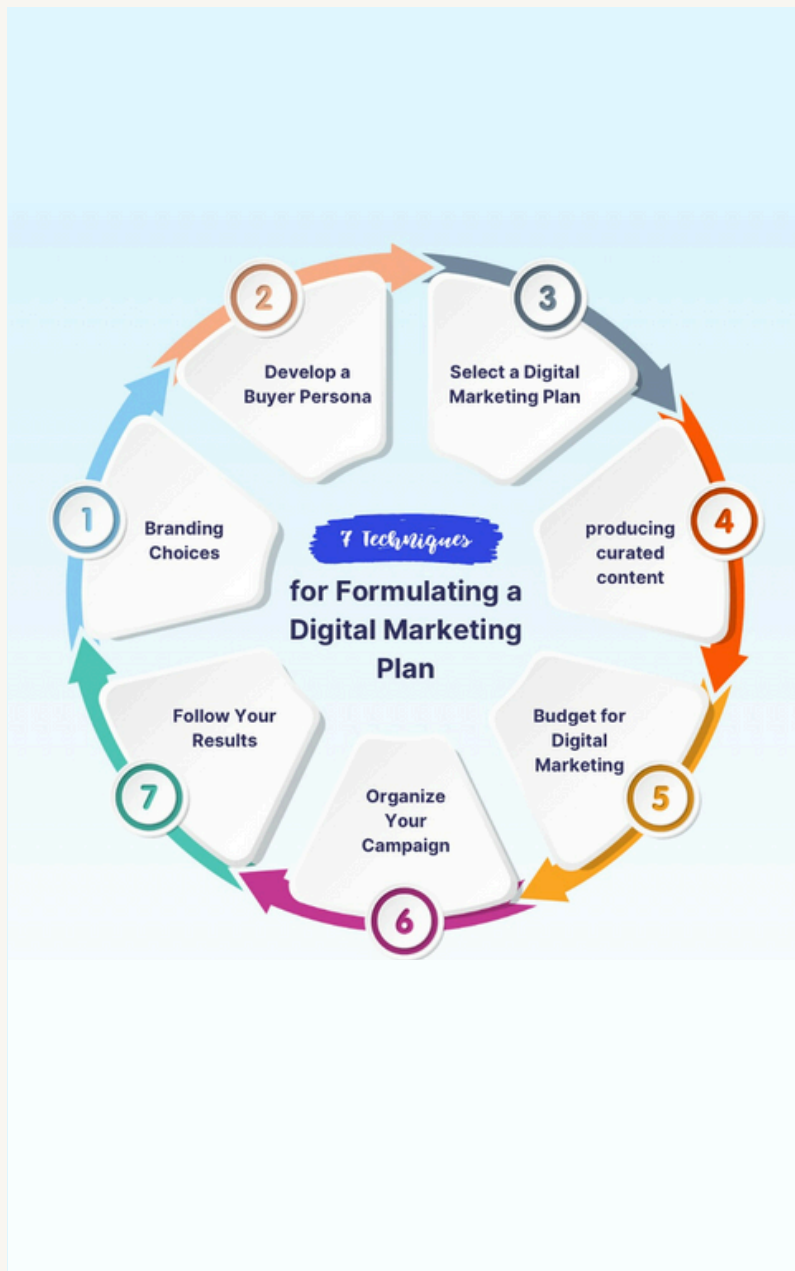 7 Techniques
for Formulating a
Digital Marketing
Plan
1
Branding
Choices
2
Develop a
Buyer Persona
3
Select a Digital
Marketing Plan
4
producing
curated
content
5
Budget for
Digital
Marketing
6
Organize
Your
Campaign
7
Follow Your
Results